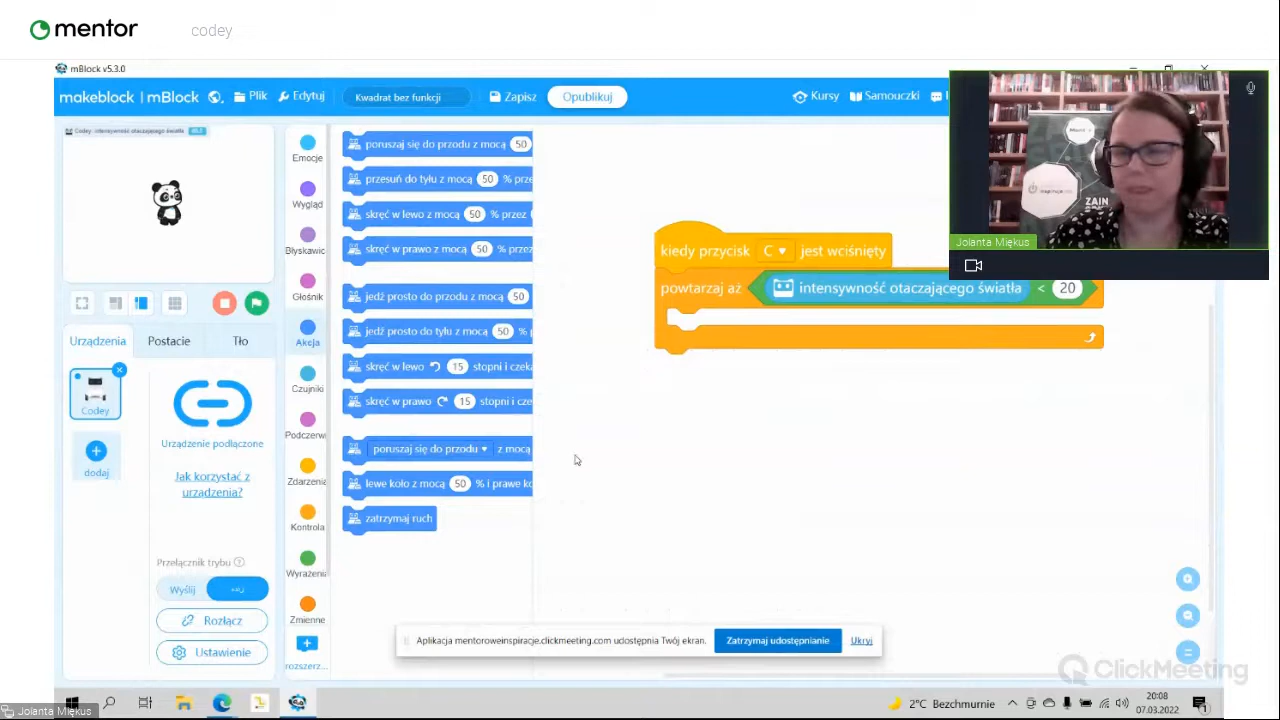 mentor
codey
mBlock v5.3.0
makeblock | mBlock
Plik
Edytuj
Kwadrat bez funkcji
Zapisz
Opublikuj
Kursy
Samouczki
Codey : intensywność otaczającego światła
Emocje
Wygląd
Błyskawic
Głośnik
Akcja
Czujniki
Podczerw
Zdarzenia
Kontrola
Wyrażenia
Zmienne
rozszerz...
poruszaj się do przodu z mocą 50
przesuń do tyłu z mocą 50 % prze
skręć w lewo z mocą 50 % przez
skręć w prawo z mocą 50 % przez
jedź prosto do przodu z mocą 50
jedź prosto do tyłu z mocą 50 %
skręć w lewo 15 stopni i czeka
skręć w prawo 15 stopni i cze
poruszaj się do przodu z mocą
lewe koło z mocą 50 % i prawe ko
zatrzymaj ruch
kiedy przycisk C jest wciśnięty
powtarzaj aż intensywność otaczającego światła < 20
Jolanta Miękus
ZAIN
Urządzenia
Postacie
Tło
Codey
dodaj
Urządzenie podłączone
Jak korzystać z
urządzenia?
Przełącznik trybu
Wyślij
Rozłącz
Ustawienie
Aplikacja mentoroweinspiracje.clickmeeting.com udostępnia Twój ekran.
Zatrzymaj udostępnianie
Ukryj
ClickMeeting
Jolanta Miękus
2°C Bezchmurnie
20:08
07.03.2022